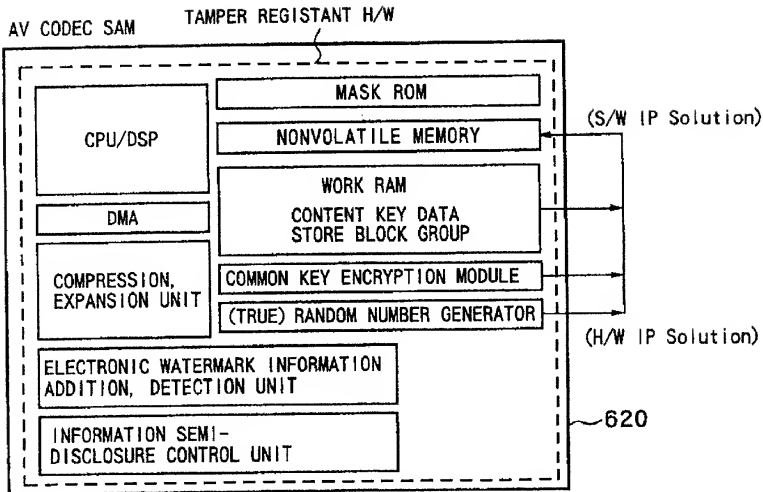 AV CODEC SAM
TAMPER REGISTANT H/W
CPU/DSP
MASK ROM
NONVOLATILE MEMORY
(S/W IP Solution)
WORK RAM
CONTENT KEY DATA
STORE BLOCK GROUP
DMA
COMPRESSION,
EXPANSION UNIT
COMMON KEY ENCRYPTION MODULE
(TRUE) RANDOM NUMBER GENERATOR
(H/W IP Solution)
ELECTRONIC WATERMARK INFORMATION
ADDITION, DETECTION UNIT
INFORMATION SEMI-
DISCLOSURE CONTROL UNIT
620